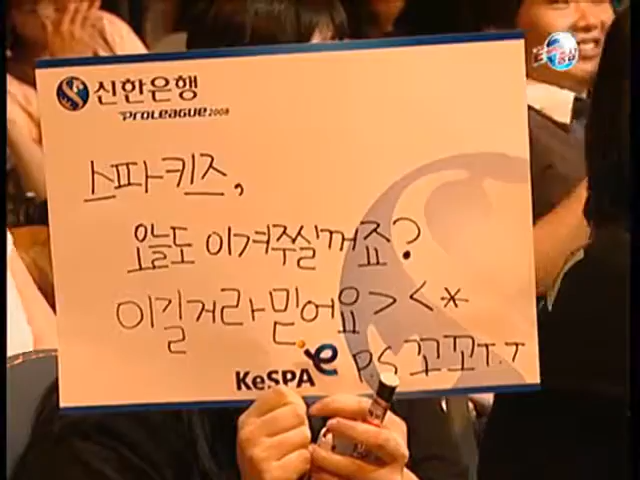 신한은행
PROLEAGUE 2008
스파키즈,
오늘도 이겨주실꺼죠?
이길거라 믿어요><*
P.S 꼬꼬T.T
KeSPA